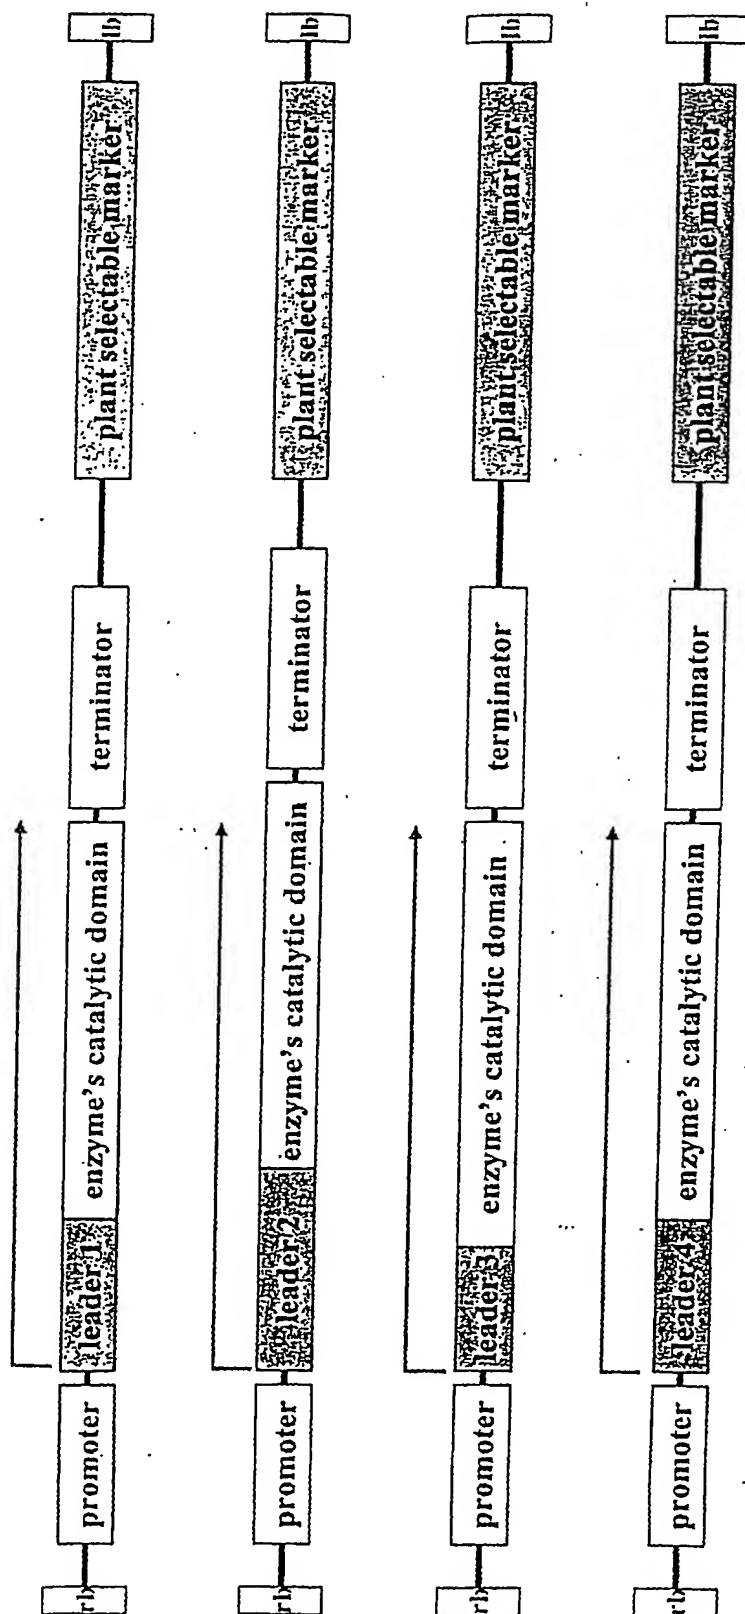 rb promoter leader 1 enzyme's catalytic domain terminator plant selectable marker lb
rb promoter leader 2 enzyme's catalytic domain terminator plant selectable marker lb
rb promoter leader 3 enzyme's catalytic domain terminator plant selectable marker lb
rb promoter leader 4 enzyme's catalytic domain terminator plant selectable marker lb